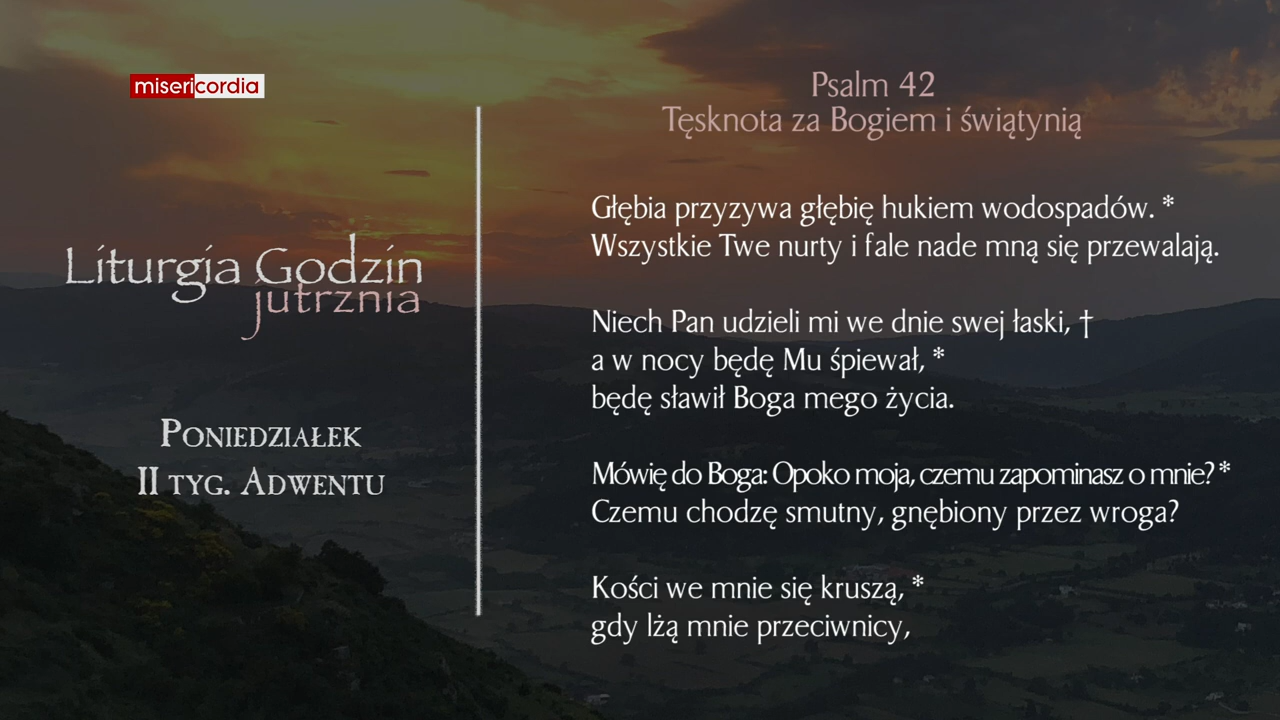 misericordia
Liturgia Godzin
jutrznia
Poniedziałek
II tyg. Adwentu
Psalm 42
Tęsknota za Bogiem i świątynią
Głębia przyzywa głębię hukiem wodospadów. *
Wszystkie Twe nurty i fale nade mną się przewalają.
Niech Pan udzieli mi we dnie swej łaski, †
a w nocy będę Mu śpiewał, *
będę sławił Boga mego życia.
Mówię do Boga: Opoko moja, czemu zapominasz o mnie? *
Czemu chodzę smutny, gnębiony przez wroga?
Kości we mnie się kruszą, *
gdy lżą mnie przeciwnicy,